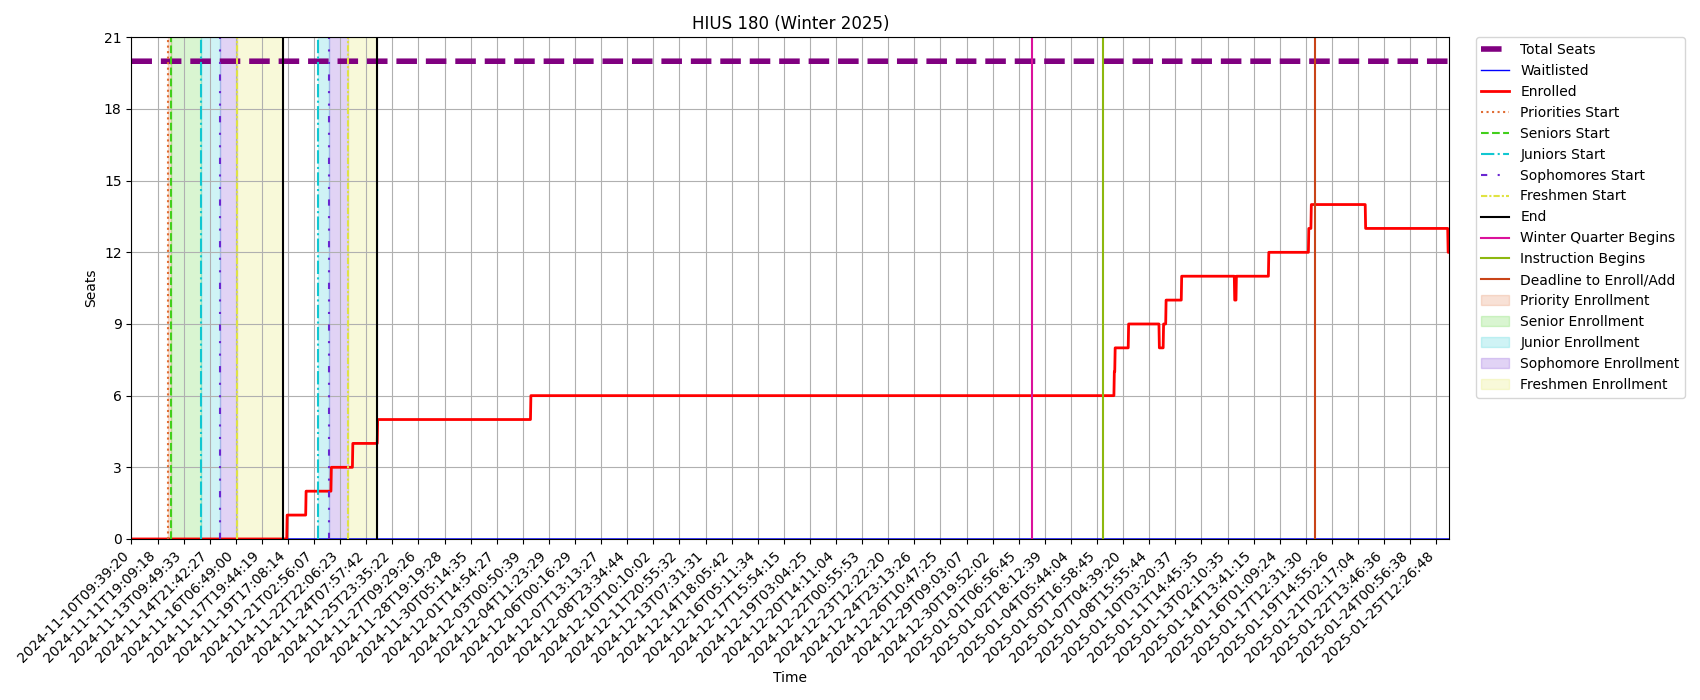 HIUS 180 (Winter 2025)
Seats
21
18
15
12
9
6
3
0
2024-11-10T09:39:20
2024-11-11T19:09:18
2024-11-13T09:49:33
2024-11-14T21:42:27
2024-11-16T06:49:00
2024-11-17T19:44:19
2024-11-19T17:08:14
2024-11-21T02:56:07
2024-11-22T22:06:23
2024-11-24T07:57:42
2024-11-25T23:35:22
2024-11-27T09:29:26
2024-11-28T19:19:28
2024-11-30T05:14:35
2024-12-01T14:54:27
2024-12-03T00:50:39
2024-12-04T11:23:29
2024-12-06T00:16:29
2024-12-07T13:13:27
2024-12-08T23:34:44
2024-12-10T10:10:02
2024-12-11T20:55:32
2024-12-13T07:31:31
2024-12-14T18:05:42
2024-12-16T05:11:34
2024-12-17T15:54:15
2024-12-19T03:04:25
2024-12-20T14:11:04
2024-12-22T00:55:53
2024-12-23T12:22:20
2024-12-24T23:13:26
2024-12-26T10:47:25
2024-12-29T09:03:07
2024-12-30T19:52:02
2025-01-01T06:56:45
2025-01-02T18:12:39
2025-01-04T05:44:04
2025-01-05T16:58:45
2025-01-07T04:39:20
2025-01-08T15:55:44
2025-01-10T03:20:37
2025-01-11T14:45:35
2025-01-13T02:10:35
2025-01-14T13:41:15
2025-01-16T01:09:24
2025-01-17T12:31:30
2025-01-19T14:55:26
2025-01-21T02:17:04
2025-01-22T13:46:36
2025-01-24T00:56:38
2025-01-25T12:26:48
Time
Total Seats
Waitlisted
Enrolled
Priorities Start
Seniors Start
Juniors Start
Sophomores Start
Freshmen Start
End
Winter Quarter Begins
Instruction Begins
Deadline to Enroll/Add
Priority Enrollment
Senior Enrollment
Junior Enrollment
Sophomore Enrollment
Freshmen Enrollment